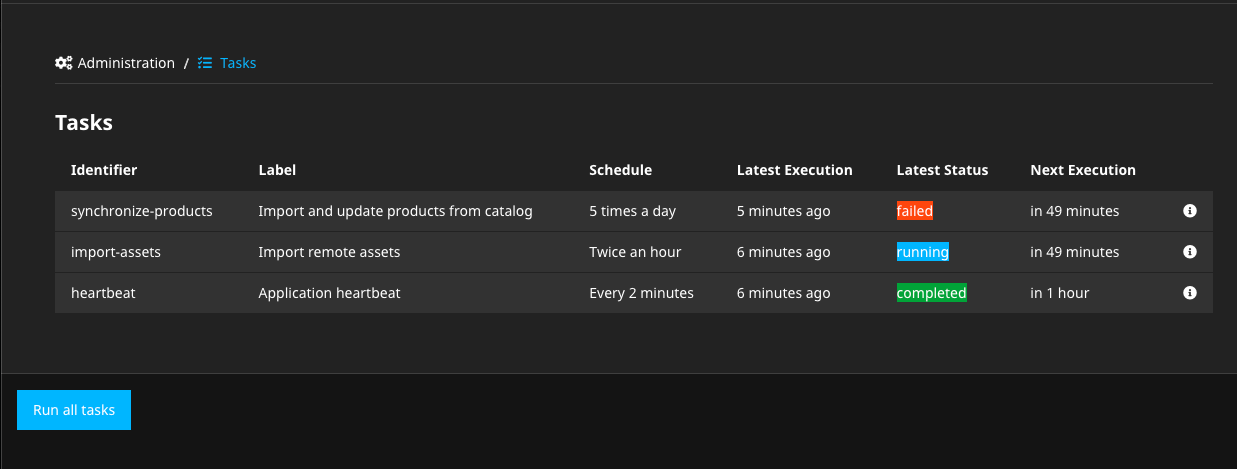 Administration / Tasks
Tasks
Identifier Label Schedule Latest Execution Latest Status Next Execution
synchronize-products Import and update products from catalog 5 times a day 5 minutes ago failed in 49 minutes
import-assets Import remote assets Twice an hour 6 minutes ago running in 49 minutes
heartbeat Application heartbeat Every 2 minutes 6 minutes ago completed in 1 hour
Run all tasks